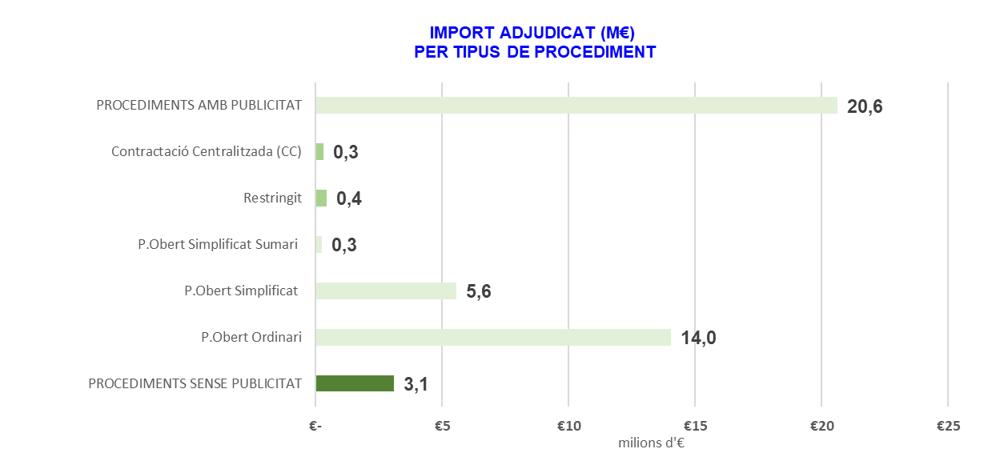 IMPORT ADJUDICAT (M€)
PER TIPUS DE PROCEDIMENT
PROCEDIMENTS AMB PUBLICITAT 20,6
Contractació Centralitzada (CC) 0,3
Restringit 0,4
P.Obert Simplificat Sumari 0,3
P.Obert Simplificat 5,6
P.Obert Ordinari 14,0
PROCEDIMENTS SENSE PUBLICITAT 3,1
€- €5 €10 €15 €20 €25
milions d'€